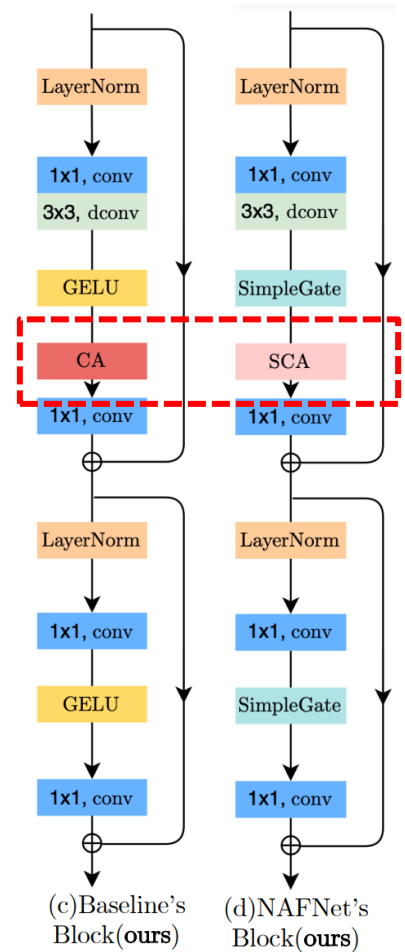 LayerNorm
1x1, conv
3x3, dconv
GELU
CA
1x1, conv
LayerNorm
1x1, conv
GELU
1x1, conv
(c)Baseline's
Block(ours)
LayerNorm
1x1, conv
3x3, dconv
SimpleGate
SCA
1x1, conv
LayerNorm
1x1, conv
SimpleGate
1x1, conv
(d)NAFNet's
Block(ours)